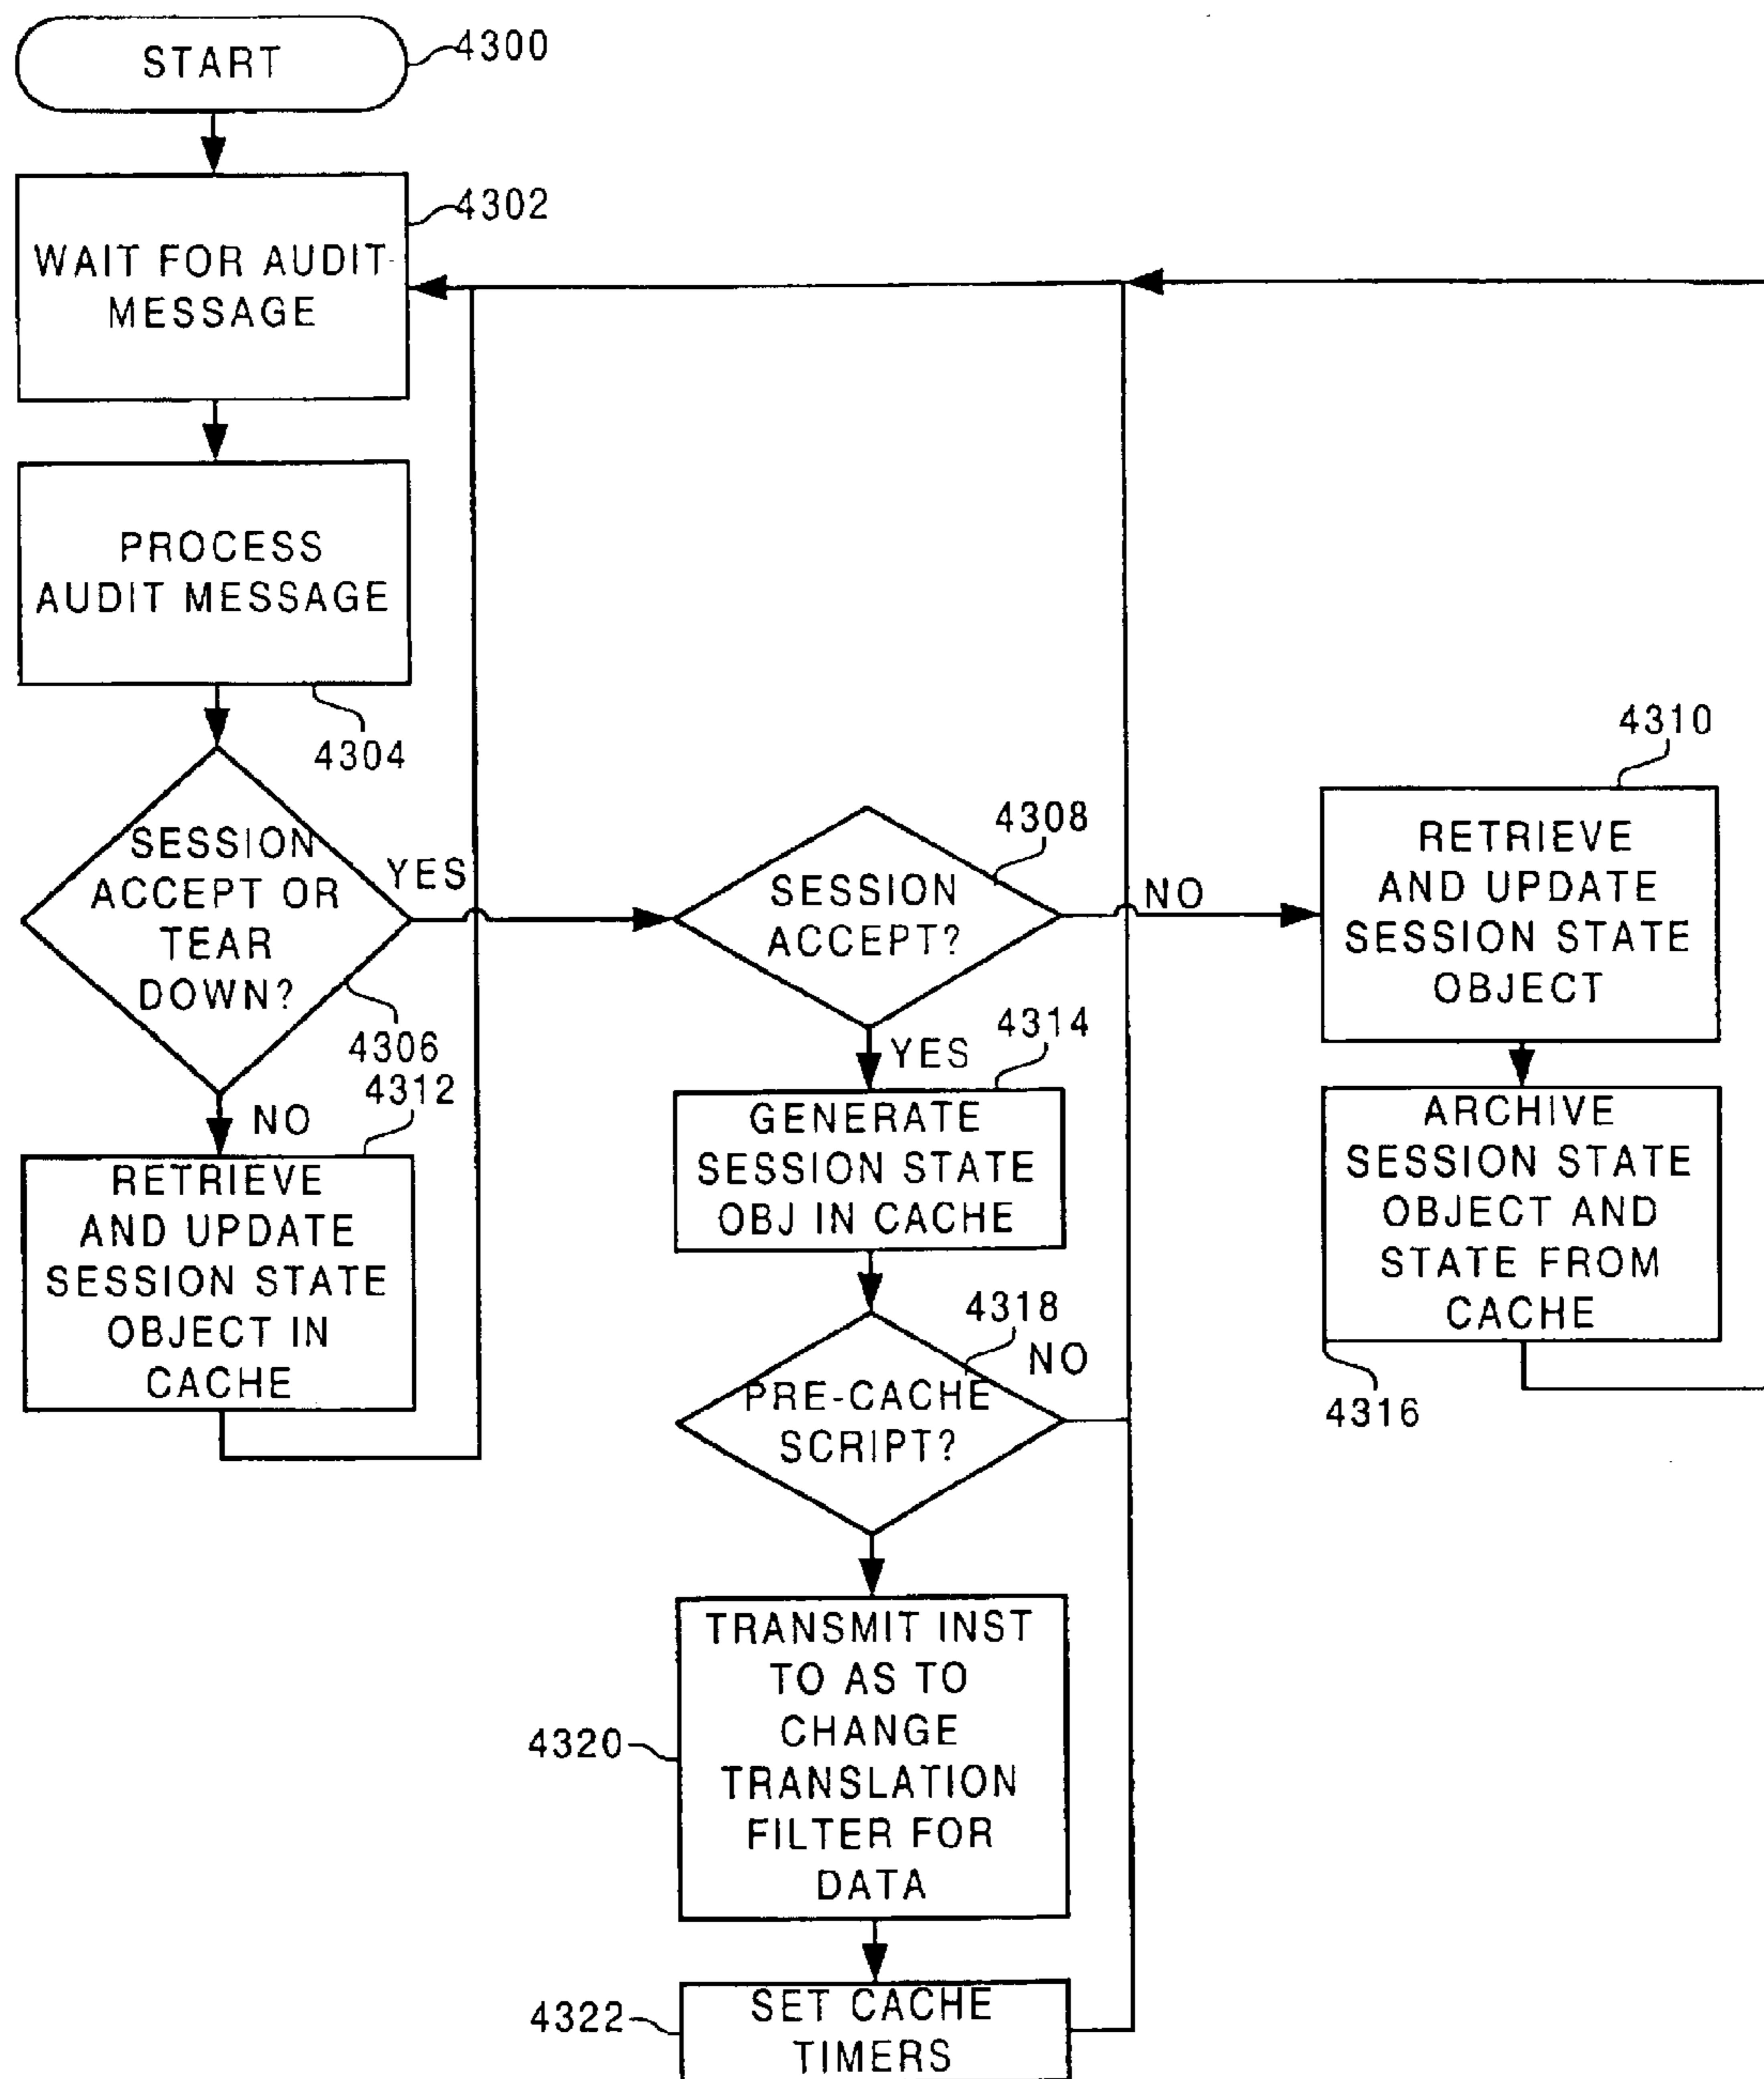 START
4300
4302
WAIT FOR AUDIT
MESSAGE
PROCESS
AUDIT MESSAGE
4304
SESSION
ACCEPT OR
TEAR
DOWN?
YES
4306
NO
4312
RETRIEVE
AND UPDATE
SESSION STATE
OBJECT IN
CACHE
4308
SESSION
ACCEPT?
NO
YES
4310
RETRIEVE
AND UPDATE
SESSION STATE
OBJECT
4314
GENERATE
SESSION STATE
OBJ IN CACHE
ARCHIVE
SESSION STATE
OBJECT AND
STATE FROM
CACHE
4316
4318
NO
PRE-CACHE
SCRIPT?
TRANSMIT INST
TO AS TO
CHANGE
TRANSLATION
FILTER FOR
DATA
4320
SET CACHE
TIMERS
4322